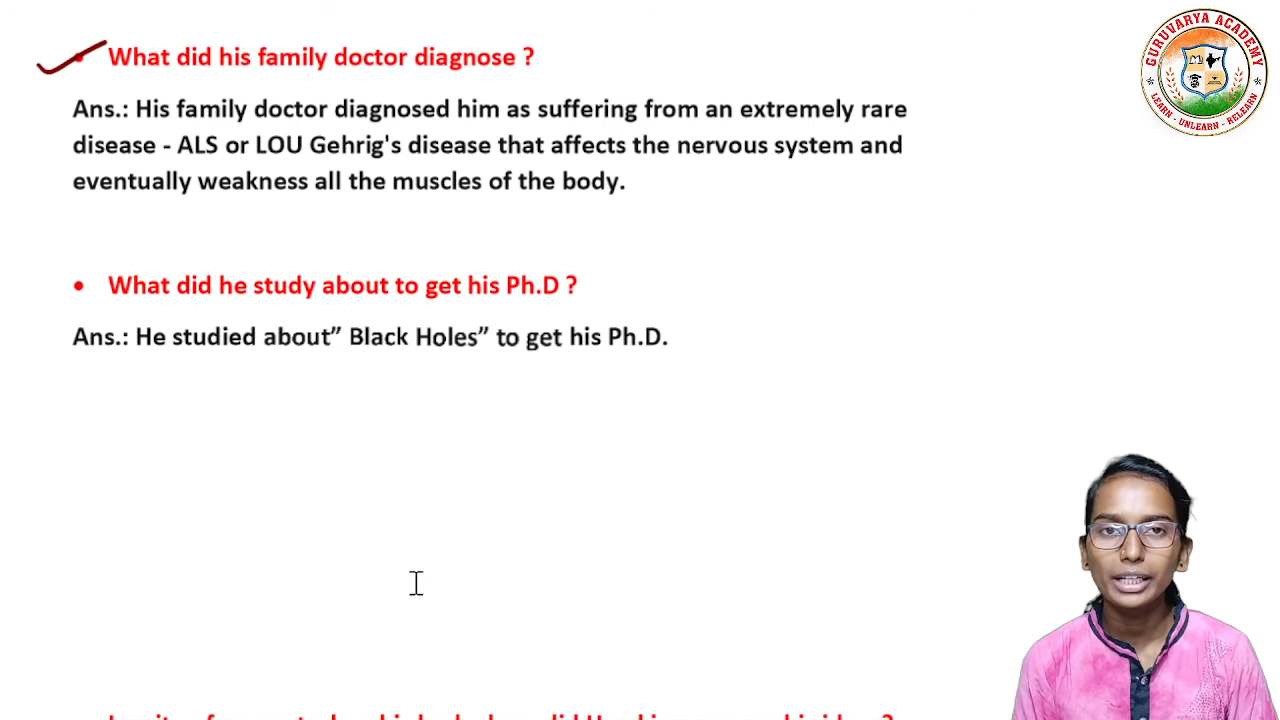 GURUVARYA ACADEMY
LEARN - UNLEARN - RELEARN
• What did his family doctor diagnose ?
Ans.: His family doctor diagnosed him as suffering from an extremely rare
disease - ALS or LOU Gehrig's disease that affects the nervous system and
eventually weakness all the muscles of the body.
• What did he study about to get his Ph.D ?
Ans.: He studied about” Black Holes” to get his Ph.D.